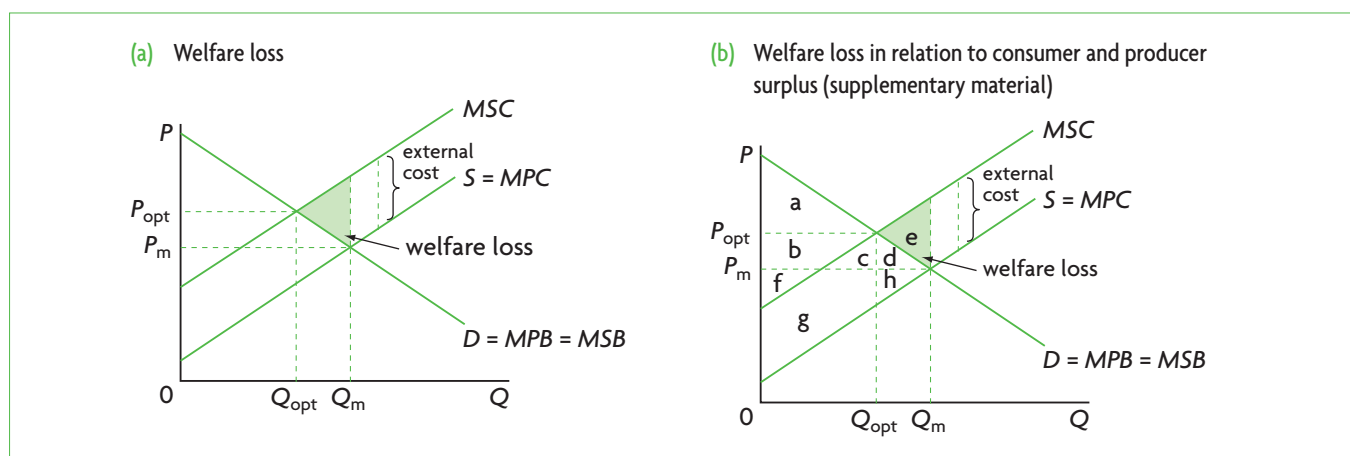 (a) Welfare loss
P
MSC
external
cost
S = MPC
Popt
Pm
welfare loss
D = MPB = MSB
0
Qopt
Qm
Q
(b) Welfare loss in relation to consumer and producer
surplus (supplementary material)
P
MSC
external
cost
S = MPC
a
Popt
e
b
c
d
Pm
welfare loss
h
f
g
D = MPB = MSB
0
Qopt
Qm
Q